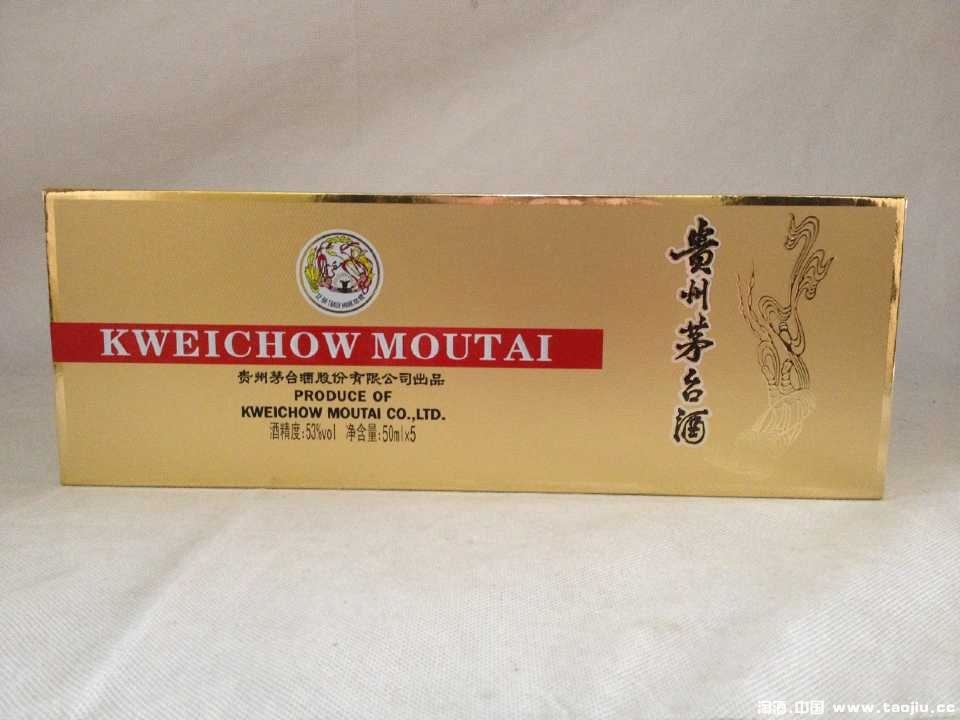 KWEICHOW MOUTAI
贵州茅台酒股份有限公司出品
PRODUCE OF
KWEICHOW MOUTAI CO.,LTD.
酒精度:53%vol 净含量:50ml×5
貴州茅台酒
淘酒.中国 www.taojiu.cc